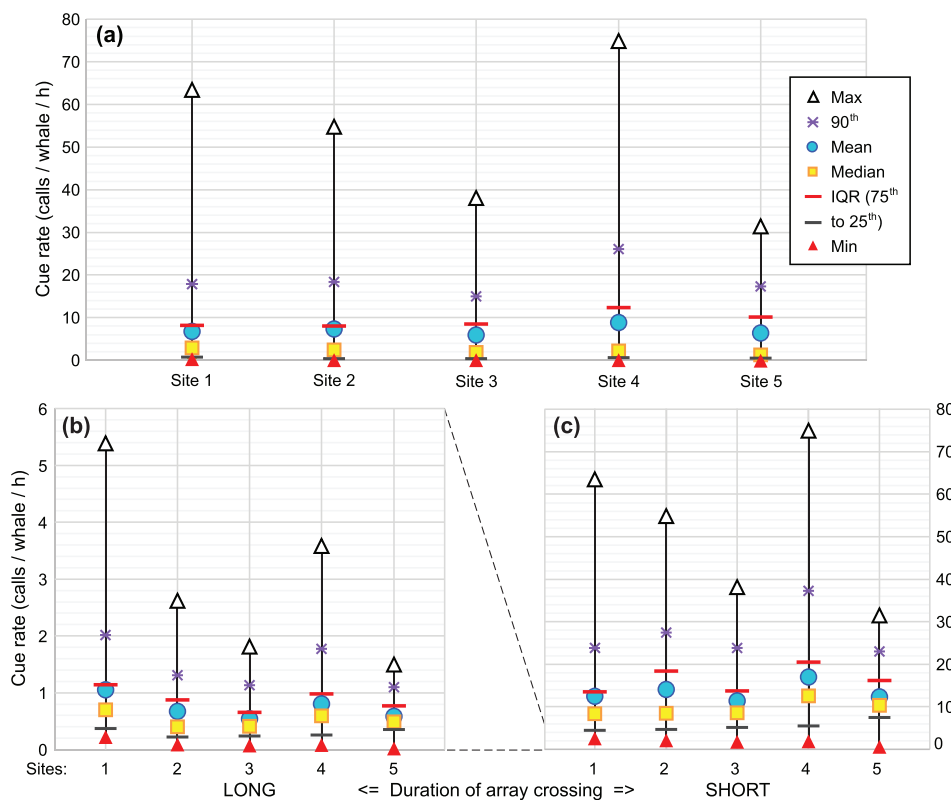 (a)
80
70
60
50
40
30
20
10
0
Cue rate (calls / whale / h)
Site 1 Site 2 Site 3 Site 4 Site 5
Max
90th
Mean
Median
IQR (75th
to 25th)
Min
(b)
6
5
4
3
2
1
0
Cue rate (calls / whale / h)
(c)
80
70
60
50
40
30
20
10
0
Sites: 1 2 3 4 5 1 2 3 4 5
LONG <= Duration of array crossing => SHORT